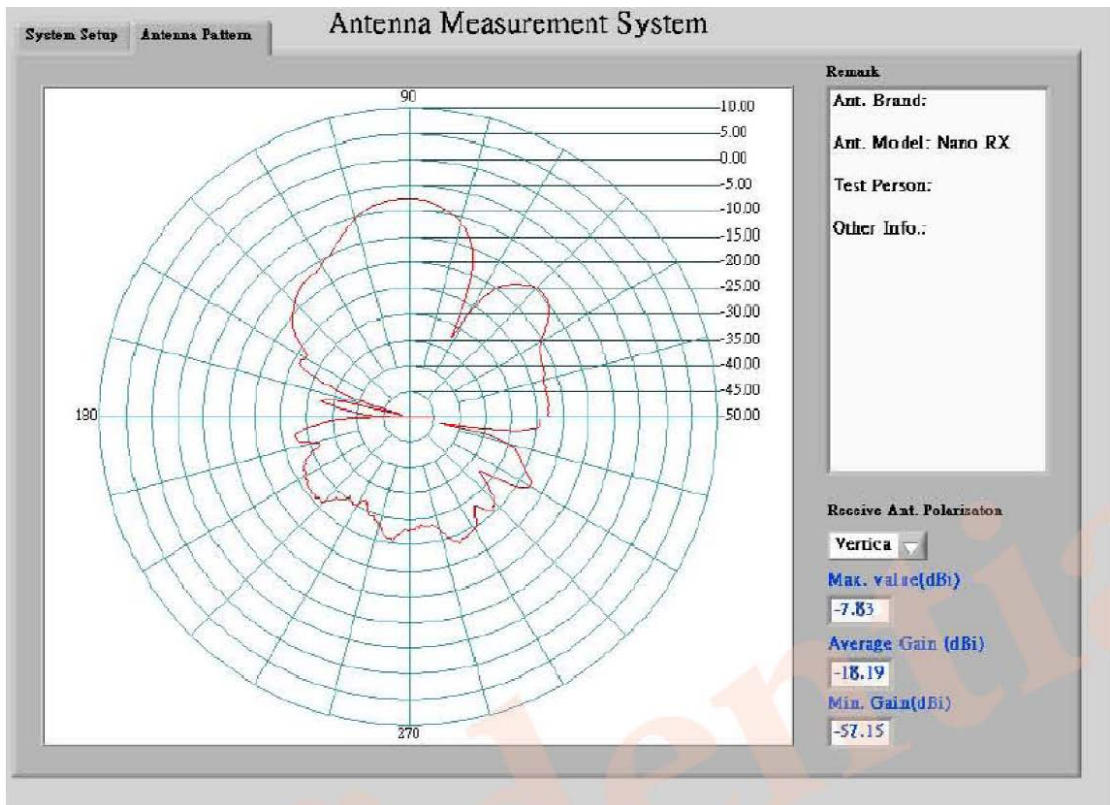 Antenna Measurement System
System Setup
Antenna Pattern
90
10.00
5.00
0.00
-5.00
-10.00
-15.00
-20.00
-25.00
-30.00
-35.00
-40.00
-45.00
-50.00
180
270
Remark
Ant. Brand:
Ant. Model: Nano RX
Test Person:
Other Info.:
Receive Ant. Polarisaton
Vertica
Max. value(dBi)
-7.83
Average Gain (dBi)
-18.19
Min. Gain(dBi)
-57.15